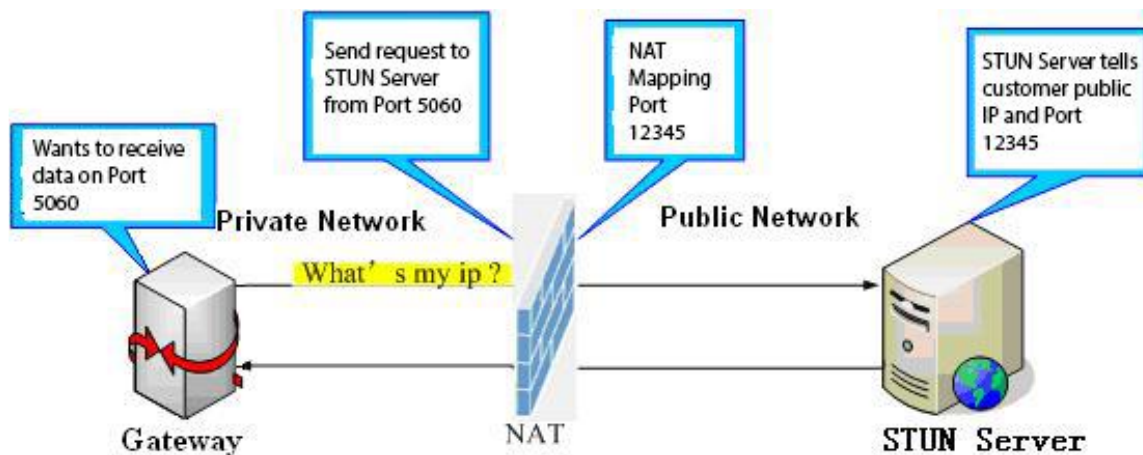 Send request to
STUN Server
from Port 5060
NAT
Mapping
Port
12345
STUN Server tells
customer public
IP and Port
12345
Wants to receive
data on Port
5060
Private Network
Public Network
What's my ip ?
Gateway
NAT
STUN Server